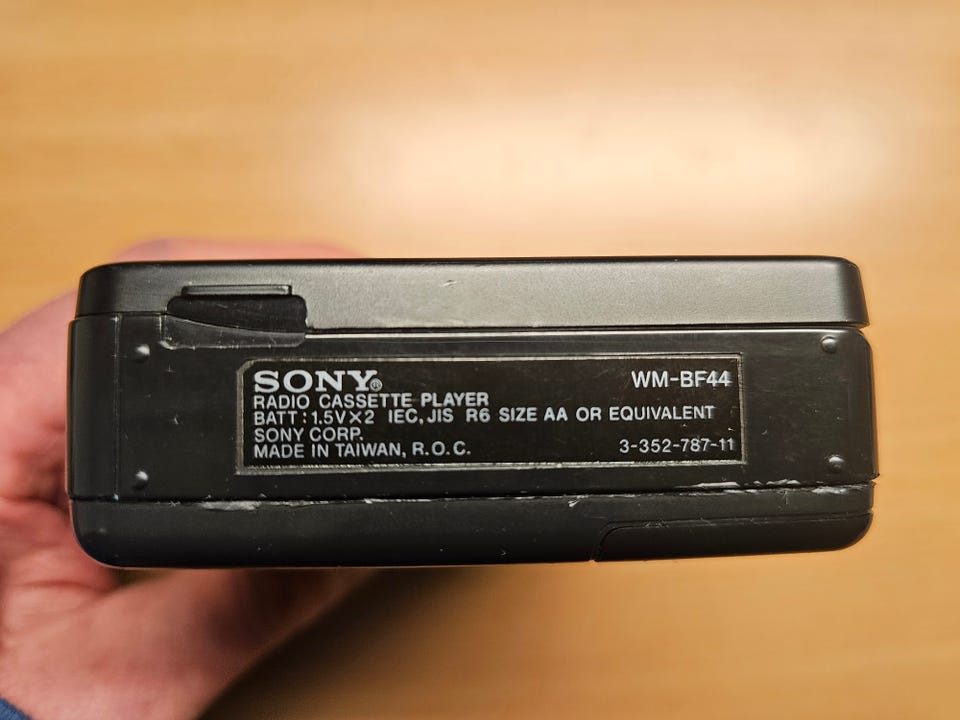 SONY®
WM-BF44
RADIO CASSETTE PLAYER
BATT : 1.5V×2 IEC, JIS R6 SIZE AA OR EQUIVALENT
SONY CORP.
MADE IN TAIWAN, R.O.C.
3-352-787-11